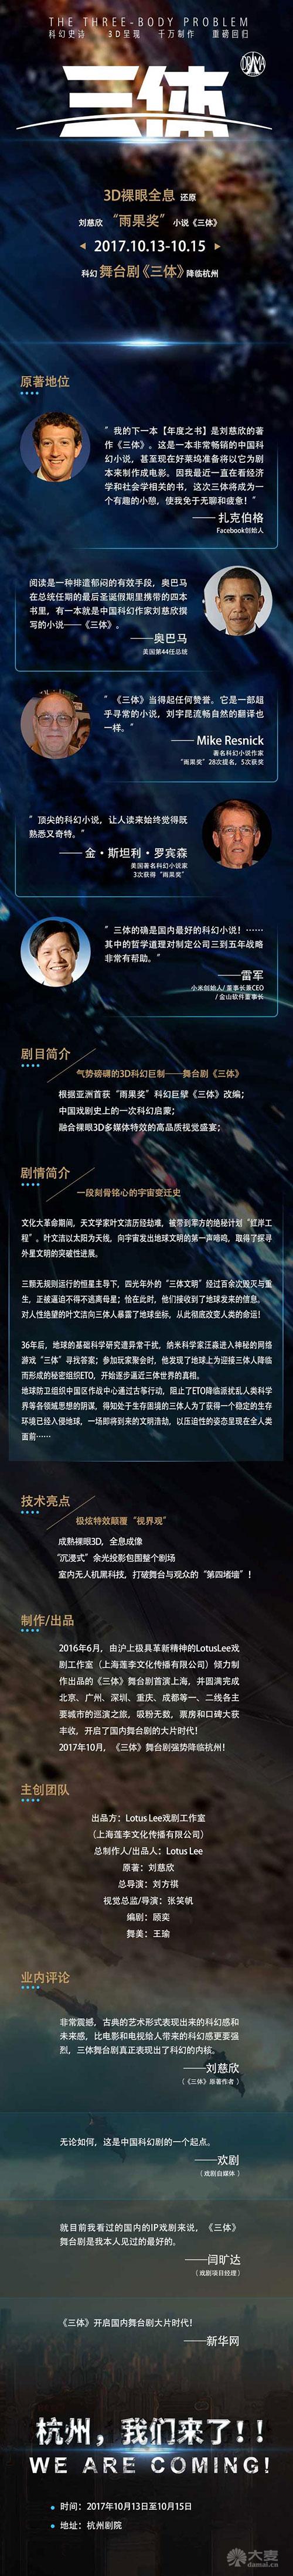 THE THREE-BODY PROBLEM
科幻史诗 3D呈现 千万制作 重磅回归
DRAMA
三体
3D裸眼全息 还原
刘慈欣 “雨果奖” 小说《三体》
2017.10.13-10.15
科幻 舞台剧《三体》降临杭州
原著地位
”我的下一本【年度之书】是刘慈欣的著
作《三体》。这是一本非常畅销的中国科
幻小说，甚至现在好莱坞准备将以它为剧
本来制作成电影。因我最近一直在看经济
学和社会学相关的书，这次三体将成为一
个有趣的小憩，使我免于无聊和疲惫！”
——扎克伯格
Facebook创始人
阅读是一种排造郁闷的有效手段，奥巴马
在总统任期的最后圣诞假期里携带的四本
书里，有一本就是中国科幻作家刘慈欣撰
写的小说——《三体》。
——奥巴马
美国第44任总统
”《三体》当得起任何赞誉。它是一部超
乎寻常的小说，刘宇昆流畅自然的翻译也
一样。”
——Mike Resnick
著名科幻小说作家
“雨果奖”28次提名，5次获奖
”顶尖的科幻小说，让人读来始终觉得既
熟悉又奇特。”
——金·斯坦利·罗宾森
美国著名科幻小说家
3次获得“雨果奖”
”三体的确是国内最好的科幻小说！……
其中的哲学道理对制定公司三到五年战略
非常有帮助。”
——雷军
小米创始人/董事长兼CEO
/金山软件董事长
剧目简介
气势磅礴的3D科幻巨制——舞台剧《三体》
根据亚洲首获“雨果奖”科幻巨擘《三体》改编；
中国戏剧史上的一次科幻启蒙；
融合裸眼3D多媒体特效的高品质视觉盛宴；
剧情简介
一段刻骨铭心的宇宙变迁史
文化大革命期间，天文学家叶文洁历经劫难，被带到军方的绝秘计划“红岸工
程”。叶文洁以太阳为天线，向宇宙发出地球文明的第一声啼鸣，取得了探寻
外星文明的突破性进展。
三颗无规则运行的恒星主导下，四光年外的“三体文明”经过百余次毁灭与重
生，正被逼迫不得不逃离母星；恰在此时，他们接收到了地球发来的信息。
对人性绝望的叶文洁向三体人暴露了地球坐标，从此彻底改变人类的命运！
36年后，地球的基础科学研究遭异常干扰，纳米科学家汪淼进入神秘的网络
游戏“三体”寻找答案；参加玩家聚会时，他发现了地球上为迎接三体人降临
而形成的秘密组织ETO，开始逐步逼近三体世界的真相。
地球防卫组织中国区作战中心通过古筝行动，阻止了ETO降临派扰乱人类科学
界等各领域思想的阴谋，得知处于生存困境的三体人为了获得一个稳定的生存
环境已经入侵地球，一场即将到来的文明浩劫，以压迫性的姿态呈现在全人类
面前……
技术亮点
极炫特效颠覆“视界观”
成熟裸眼3D，全息成像
“沉浸式”余光投影包围整个剧场
室内无人机黑科技，打破舞台与观众的“第四堵墙”！
制作/出品
2016年6月，由沪上极具革新精神的LotusLee戏
剧工作室（上海莲李文化传播有限公司）倾力制
作出品的《三体》舞台剧首演上海，并圆满完成
北京、广州、深圳、重庆、成都等一、二线各主
要城市的巡演之旅，吸粉无数，票房和口碑大获
丰收，开启了国内舞台剧的大片时代！
2017年10月，《三体》舞台剧强势降临杭州！
主创团队
出品方：Lotus Lee戏剧工作室
（上海莲李文化传播有限公司）
总制作人/出品人：Lotus Lee
原著：刘慈欣
总导演：刘方祺
视觉总监/导演：张笑帆
编剧：顾奕
舞美：王瑜
业内评论
非常震撼，古典的艺术形式表现出来的科幻感和
未来感，比电影和电视给人带来的科幻感更要强
烈，三体舞台剧真正表现出了科幻的内核。
——刘慈欣
（《三体》原著作者）
无论如何，这是中国科幻剧的一个起点。
——欢剧
（戏剧自媒体）
就目前我看过的国内的IP戏剧来说，《三体》
舞台剧是我本人见过的最好的。
——闫旷达
（戏剧项目经理）
《三体》开启国内舞台剧大片时代！
——新华网
杭州，我们来了！！
WE ARE COMING!
时间：2017年10月13日至10月15日
地址：杭州剧院
大麦
damai.cn